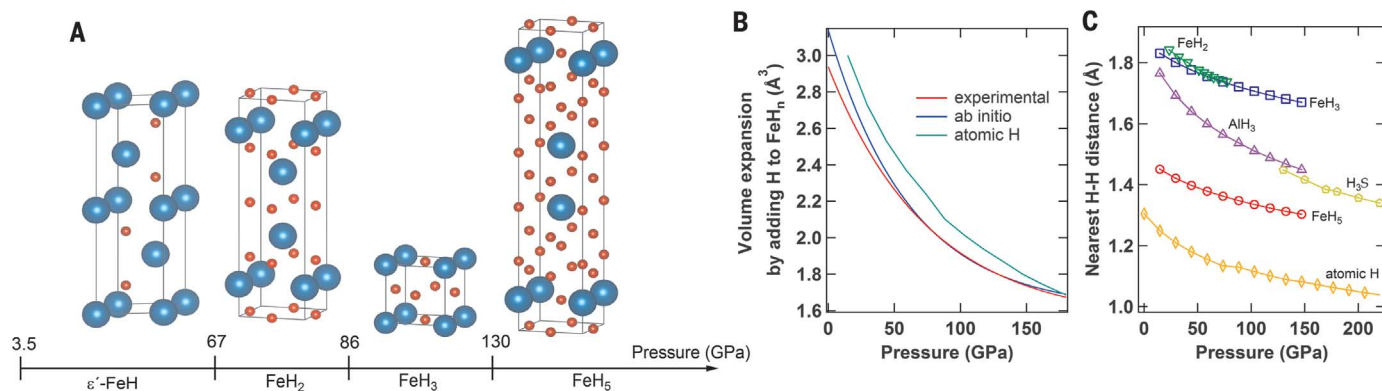 A
3.5
67
86
130
Pressure (GPa)
ε´-FeH
FeH₂
FeH₃
FeH₅
B
Volume expansion
by adding H to FeHₙ (Å³)
3.0
2.8
2.6
2.4
2.2
2.0
1.8
1.6
experimental
ab initio
atomic H
0
50
100
150
Pressure (GPa)
C
Nearest H-H distance (Å)
1.8
1.6
1.4
1.2
1.0
FeH₂
FeH₃
AlH₃
H₃S
FeH₅
atomic H
0
50
100
150
200
Pressure (GPa)